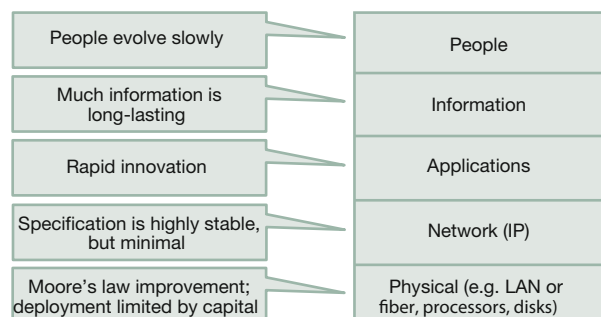 People evolve slowly
People
Much information is
long-lasting
Information
Rapid innovation
Applications
Specification is highly stable,
but minimal
Network (IP)
Moore's law improvement;
deployment limited by capital
Physical (e.g. LAN or
fiber, processors, disks)